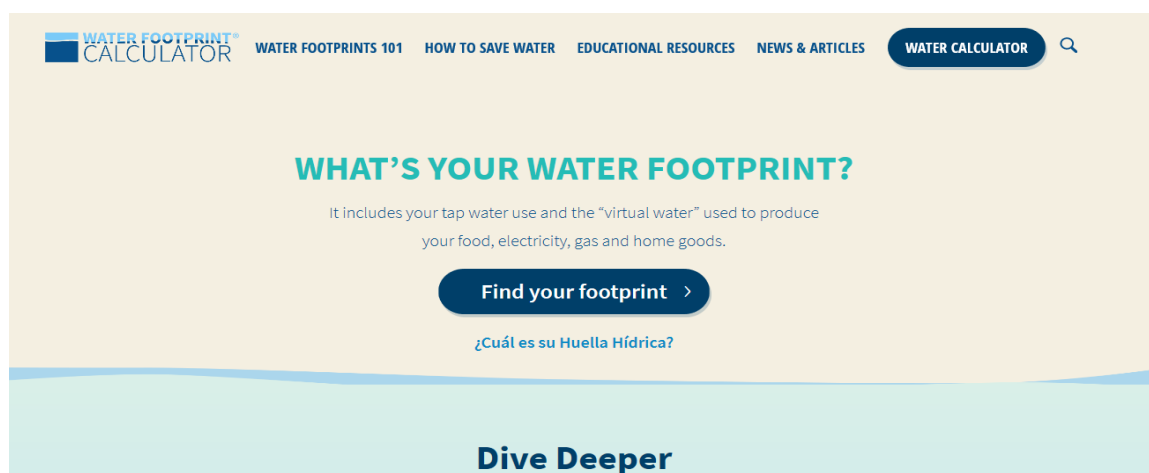 WATER FOOTPRINT®
CALCULATOR
WATER FOOTPRINTS 101 HOW TO SAVE WATER EDUCATIONAL RESOURCES NEWS & ARTICLES WATER CALCULATOR
WHAT'S YOUR WATER FOOTPRINT?
It includes your tap water use and the “virtual water” used to produce
your food, electricity, gas and home goods.
Find your footprint >
¿Cuál es su Huella Hídrica?
Dive Deeper